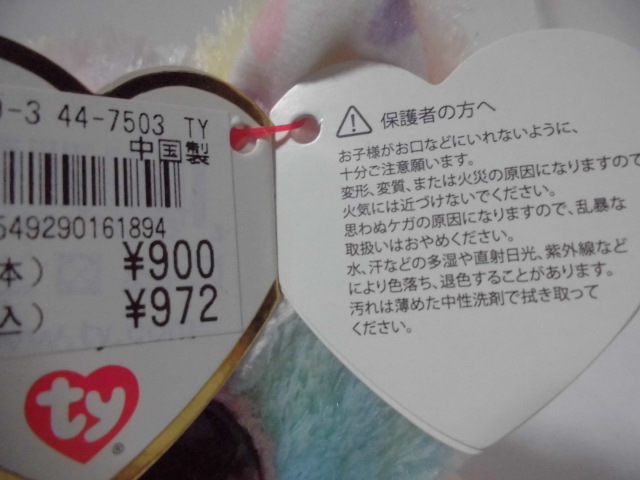 9-3 44-7503 TY
中国製
549290161894
本) ¥900
込) ¥972
ty
®
⚠ 保護者の方へ
お子様がお口などにいれないように、
十分ご注意願います。
変形、変質、または火災の原因になりますので
火気には近づけないでください。
思わぬケガの原因になりますので、乱暴な
取扱いはおやめください。
水、汗などの多湿や直射日光、紫外線など
により色落ち、退色することがあります。
汚れは薄めた中性洗剤で拭き取って
ください。